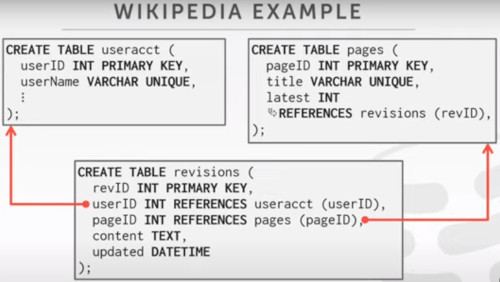 WIKIPEDIA EXAMPLE
CREATE TABLE useracct (
userID INT PRIMARY KEY,
userName VARCHAR UNIQUE,
⋮
);
CREATE TABLE pages (
pageID INT PRIMARY KEY,
title VARCHAR UNIQUE,
latest INT
↳REFERENCES revisions (revID),
);
CREATE TABLE revisions (
revID INT PRIMARY KEY,
userID INT REFERENCES useracct (userID),
pageID INT REFERENCES pages (pageID),
content TEXT,
updated DATETIME
);